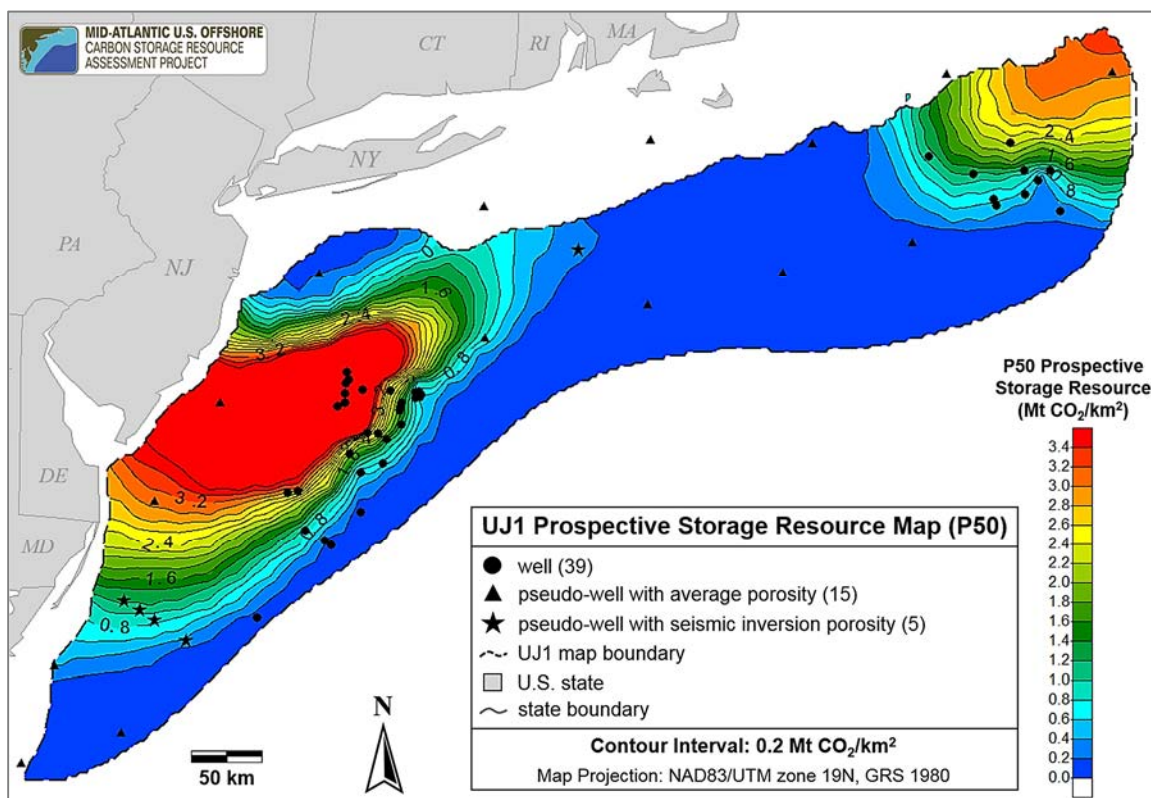 MID-ATLANTIC U.S. OFFSHORE
CARBON STORAGE RESOURCE
ASSESSMENT PROJECT
CT
RI
MA
NY
PA
NJ
DE
MD
2.4
1.6
0.8
0
1.6
2.4
3.2
0.8
3.2
2.4
1.6
0.8
0.8
P50 Prospective
Storage Resource
(Mt CO₂/km²)
3.4
3.2
3.0
2.8
2.6
2.4
2.2
2.0
1.8
1.6
1.4
1.2
1.0
0.8
0.6
0.4
0.2
0.0
UJ1 Prospective Storage Resource Map (P50)
well (39)
pseudo-well with average porosity (15)
pseudo-well with seismic inversion porosity (5)
UJ1 map boundary
U.S. state
state boundary
Contour Interval: 0.2 Mt CO₂/km²
Map Projection: NAD83/UTM zone 19N, GRS 1980
N
50 km